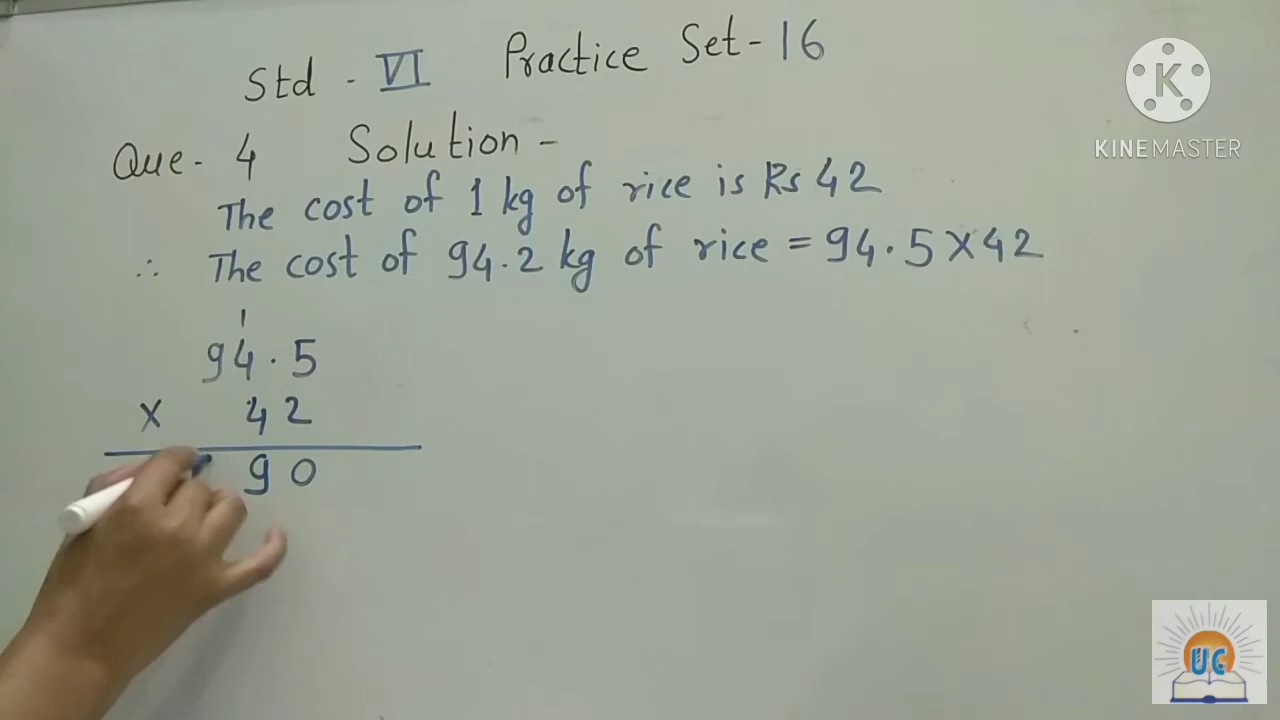 Std - VI Practice Set - 16
Que - 4 Solution -
The cost of 1 kg of rice is Rs 42
∴ The cost of 94.2 kg of rice = 94.5 X 42
1
94.5
X 42
90
KINEMASTER
K
UC